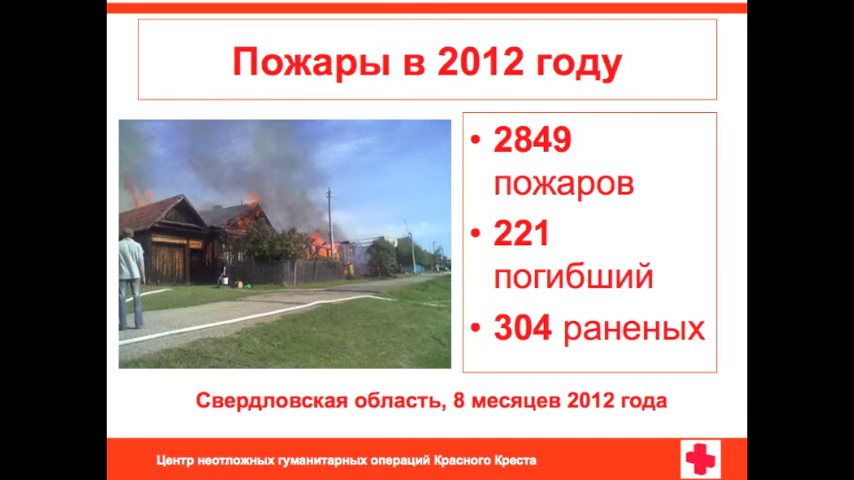 Пожары в 2012 году
• 2849
пожаров
• 221
погибший
• 304 раненых
Свердловская область, 8 месяцев 2012 года
Центр неотложных гуманитарных операций Красного Креста